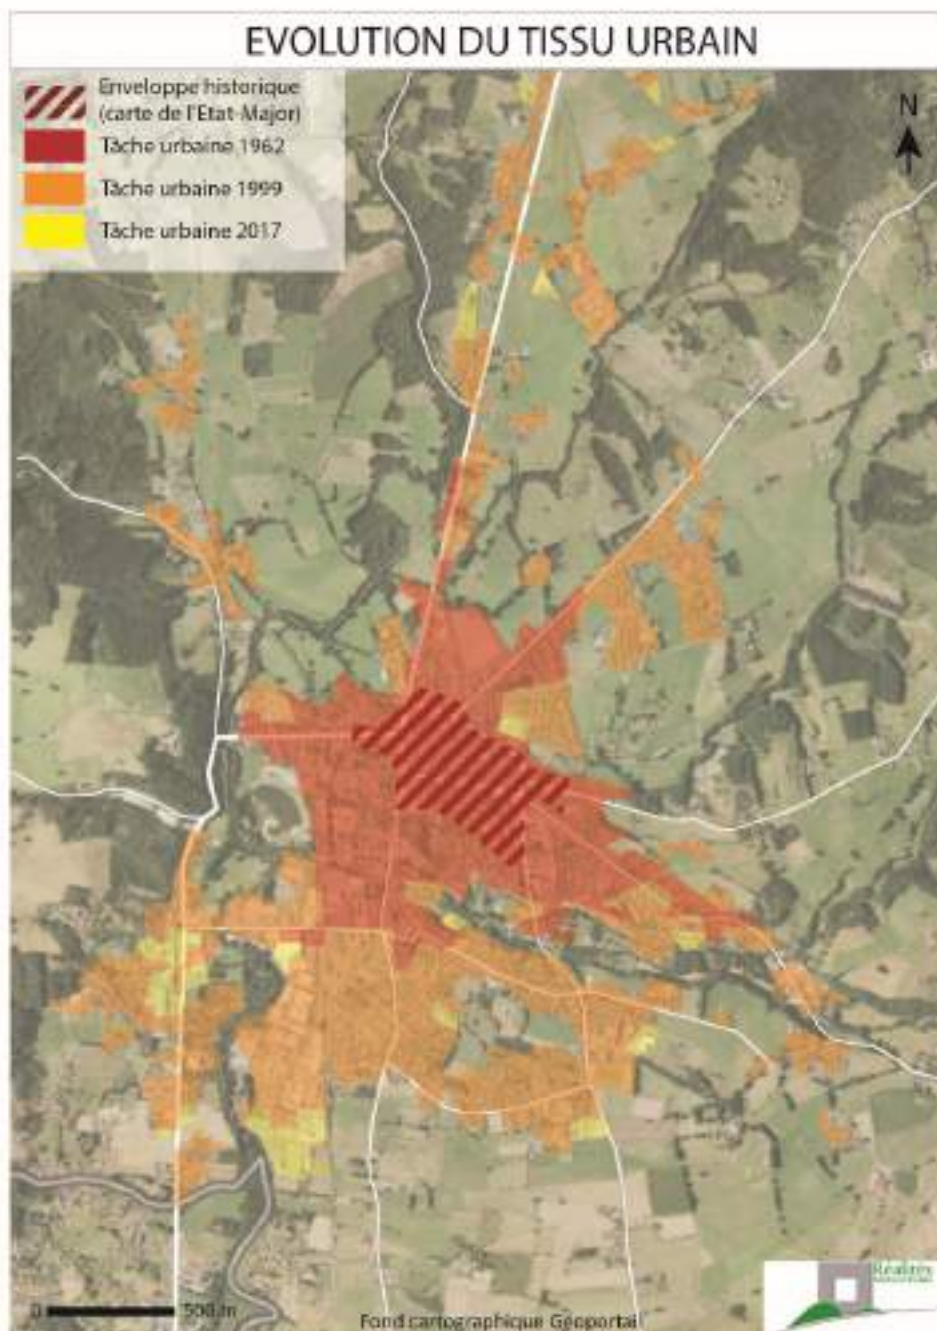 EVOLUTION DU TISSU URBAIN
Enveloppe historique
(carte de l'Etat-Major)
Tâche urbaine 1962
Tâche urbaine 1999
Tâche urbaine 2017
N
0 500 m
Fond cartographique Géoportail
Réalités